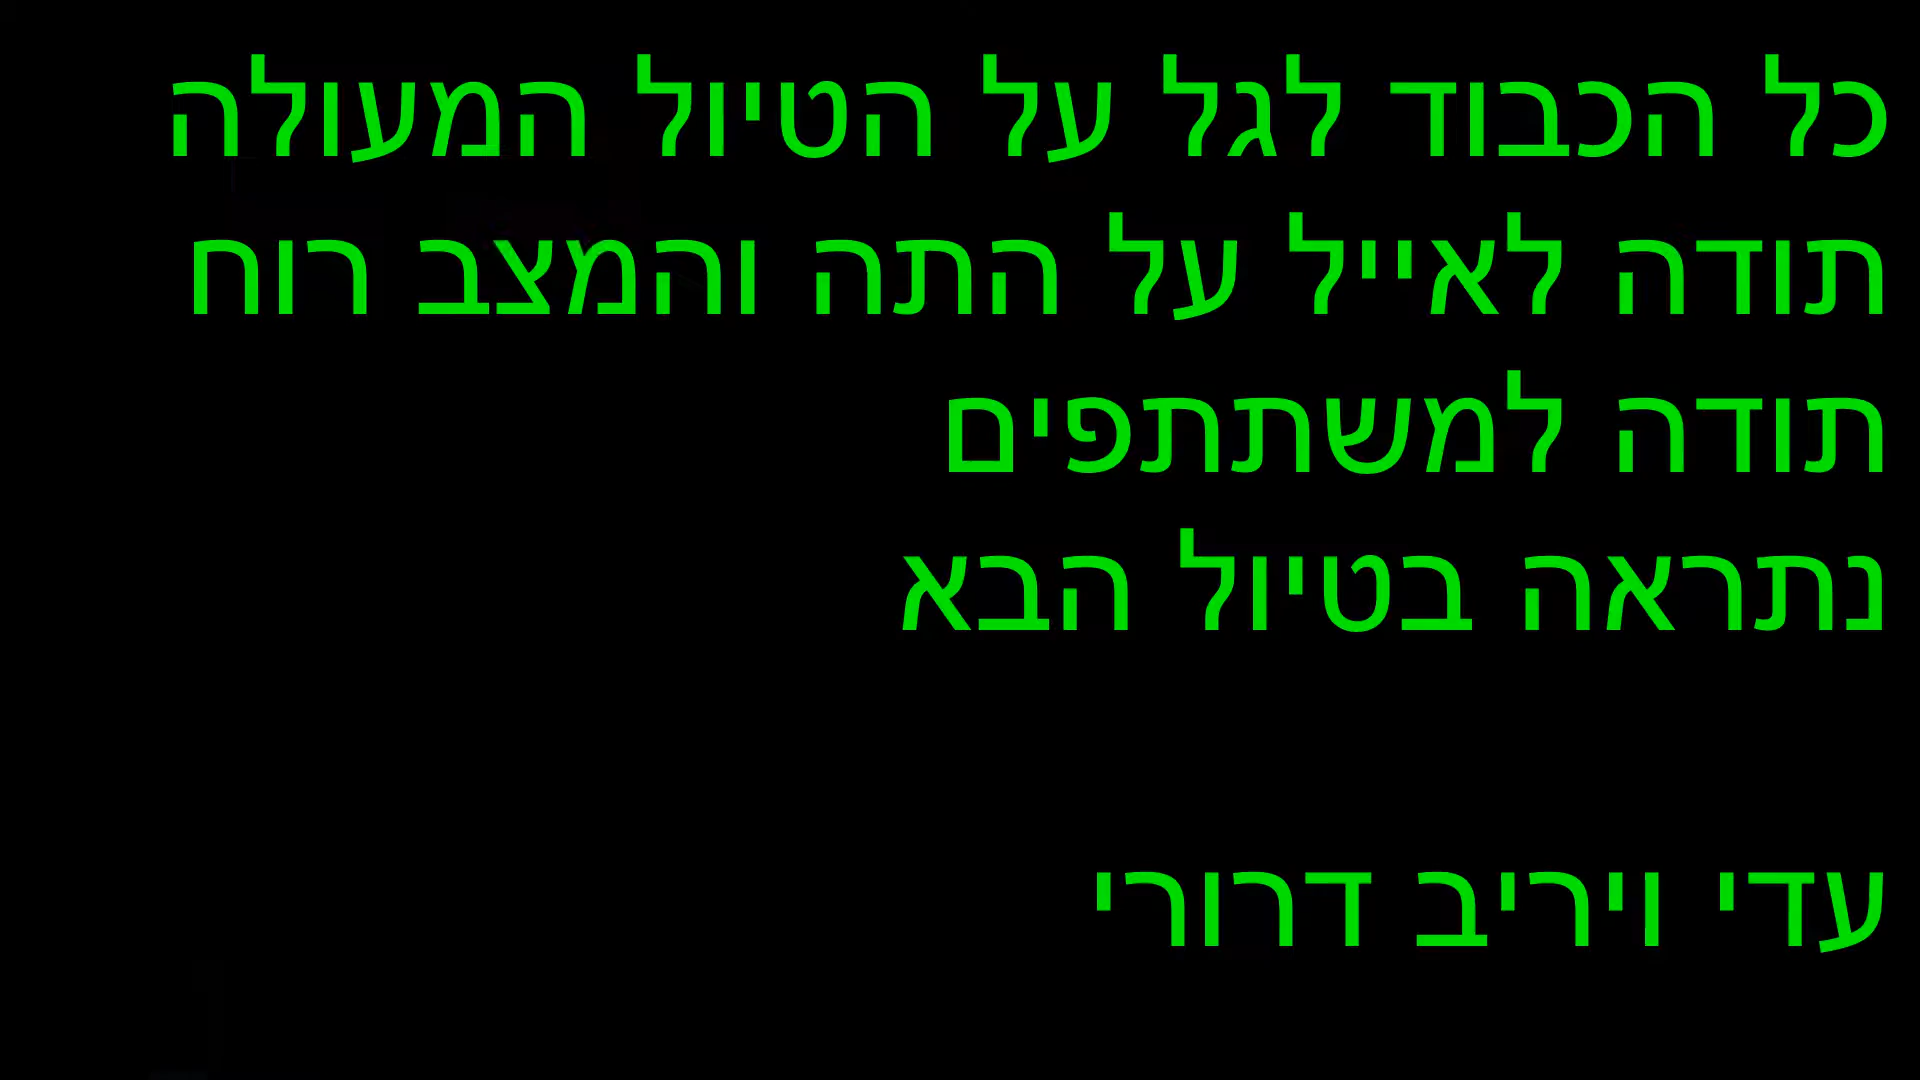 כל הכבוד לגל על הטיול המעולה
תודה לאייל על התה והמצב רוח
תודה למשתתפים
נתראה בטיול הבא
עדי ויריב דרורי